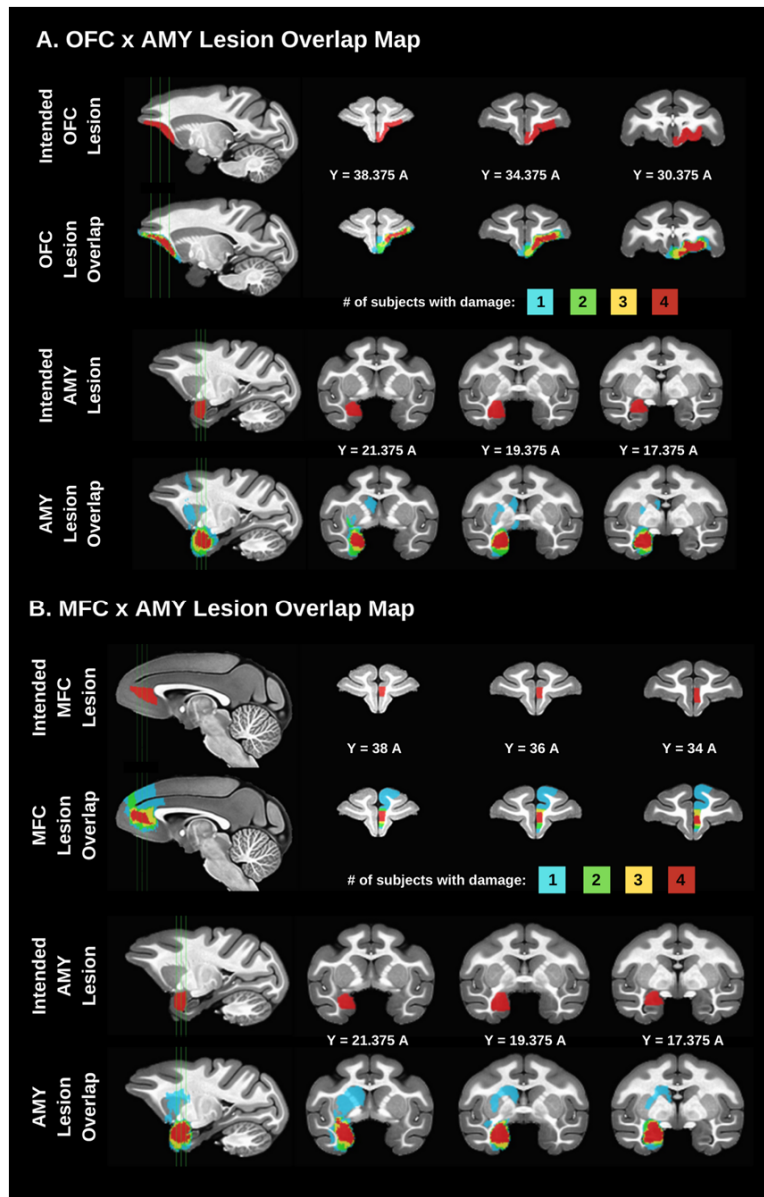 A. OFC x AMY Lesion Overlap Map
Intended
OFC
Lesion
Y = 38.375 A
Y = 34.375 A
Y = 30.375 A
OFC
Lesion
Overlap
# of subjects with damage: 1 2 3 4
Intended
AMY
Lesion
Y = 21.375 A
Y = 19.375 A
Y = 17.375 A
AMY
Lesion
Overlap
B. MFC x AMY Lesion Overlap Map
Intended
MFC
Lesion
Y = 38 A
Y = 36 A
Y = 34 A
MFC
Lesion
Overlap
# of subjects with damage: 1 2 3 4
Intended
AMY
Lesion
Y = 21.375 A
Y = 19.375 A
Y = 17.375 A
AMY
Lesion
Overlap